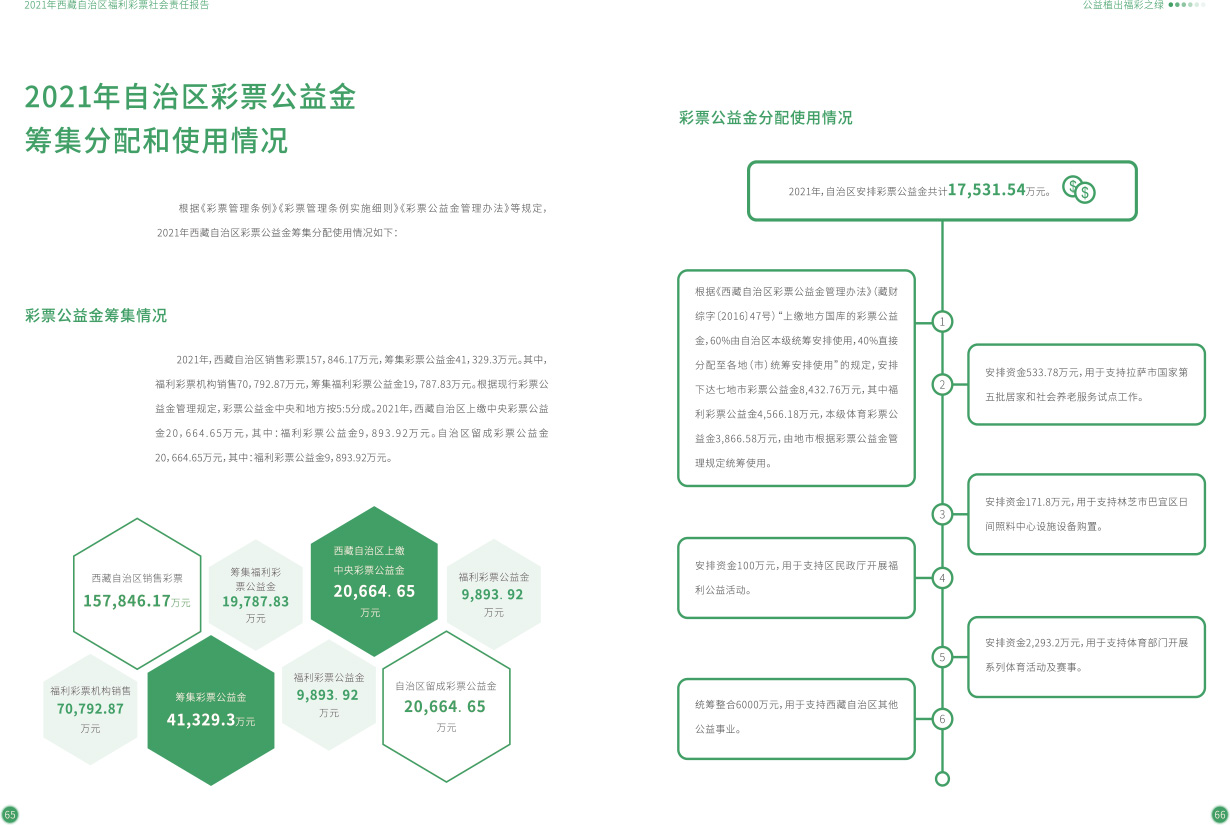 2021年西藏自治区福利彩票社会责任报告
2021年自治区彩票公益金
筹集分配和使用情况
根据《彩票管理条例》《彩票管理条例实施细则》《彩票公益金管理办法》等规定，
2021年西藏自治区彩票公益金筹集分配使用情况如下：
彩票公益金筹集情况
2021年，西藏自治区销售彩票157，846.17万元，筹集彩票公益金41，329.3万元。其中，
福利彩票机构销售70，792.87万元，筹集福利彩票公益金19，787.83万元。根据现行彩票公
益金管理规定，彩票公益金中央和地方按5:5分成。2021年，西藏自治区上缴中央彩票公益
金20，664.65万元，其中：福利彩票公益金9，893.92万元。自治区留成彩票公益金
20，664.65万元，其中：福利彩票公益金9，893.92万元。
西藏自治区销售彩票
157,846.17万元
筹集福利彩
票公益金
19,787.83
万元
西藏自治区上缴
中央彩票公益金
20,664. 65
万元
福利彩票公益金
9,893. 92
万元
福利彩票机构销售
70,792.87
万元
筹集彩票公益金
41,329.3万元
福利彩票公益金
9,893. 92
万元
自治区留成彩票公益金
20,664. 65
万元
65
公益植出福彩之绿
彩票公益金分配使用情况
2021年，自治区安排彩票公益金共计17,531.54万元。
$ $
根据《西藏自治区彩票公益金管理办法》（藏财
综字〔2016〕47号）“上缴地方国库的彩票公益
金，60%由自治区本级统筹安排使用，40%直接
分配至各地（市）统筹安排使用”的规定，安排
下达七地市彩票公益金8,432.76万元，其中福
利彩票公益金4,566.18万元，本级体育彩票公
益金3,866.58万元，由地市根据彩票公益金管
理规定统筹使用。
1
2
安排资金533.78万元，用于支持拉萨市国家第
五批居家和社会养老服务试点工作。
3
安排资金171.8万元，用于支持林芝市巴宜区日
间照料中心设施设备购置。
安排资金100万元，用于支持区民政厅开展福
利公益活动。
4
5
安排资金2,293.2万元，用于支持体育部门开展
系列体育活动及赛事。
统筹整合6000万元，用于支持西藏自治区其他
公益事业。
6
66